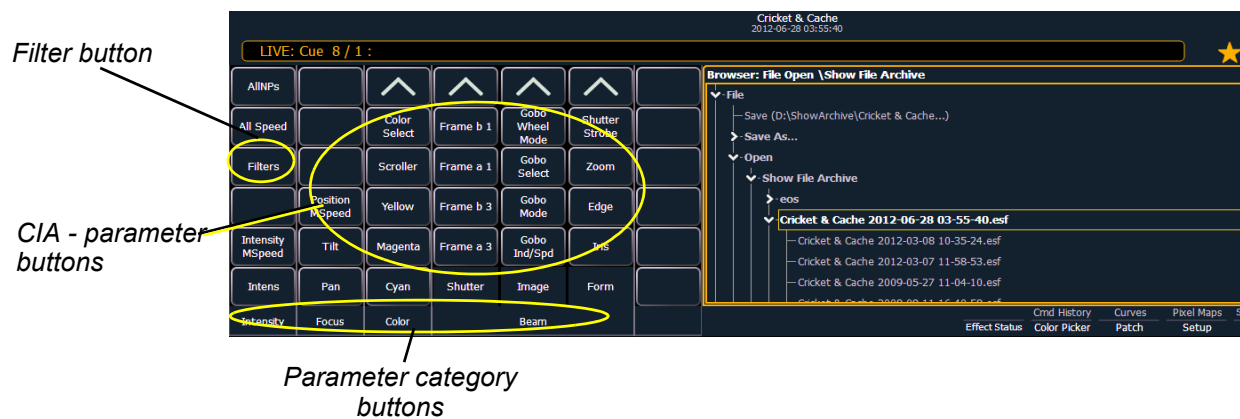 Cricket & Cache
2012-06-28 03:55:40
LIVE: Cue 8 / 1 :
Filter button
CIA - parameter
buttons
AllNPs
All Speed
Color
Select
Frame b 1
Gobo
Wheel
Mode
Shutter
Strobe
Filters
Scroller
Frame a 1
Gobo
Select
Zoom
Position
MSpeed
Yellow
Frame b 3
Gobo
Mode
Edge
Intensity
MSpeed
Tilt
Magenta
Frame a 3
Gobo
Ind/Spd
Iris
Intens
Pan
Cyan
Shutter
Image
Form
Intensity
Focus
Color
Beam
Browser: File Open \Show File Archive
File
Save (D:\ShowArchive\Cricket & Cache...)
Save As...
Open
Show File Archive
eos
Cricket & Cache 2012-06-28 03-55-40.esf
Cricket & Cache 2012-03-08 10-35-24.esf
Cricket & Cache 2012-03-07 11-58-53.esf
Cricket & Cache 2009-05-27 11-04-10.esf
Cmd History Curves Pixel Maps
Effect Status Color Picker Patch Setup
Parameter category
buttons